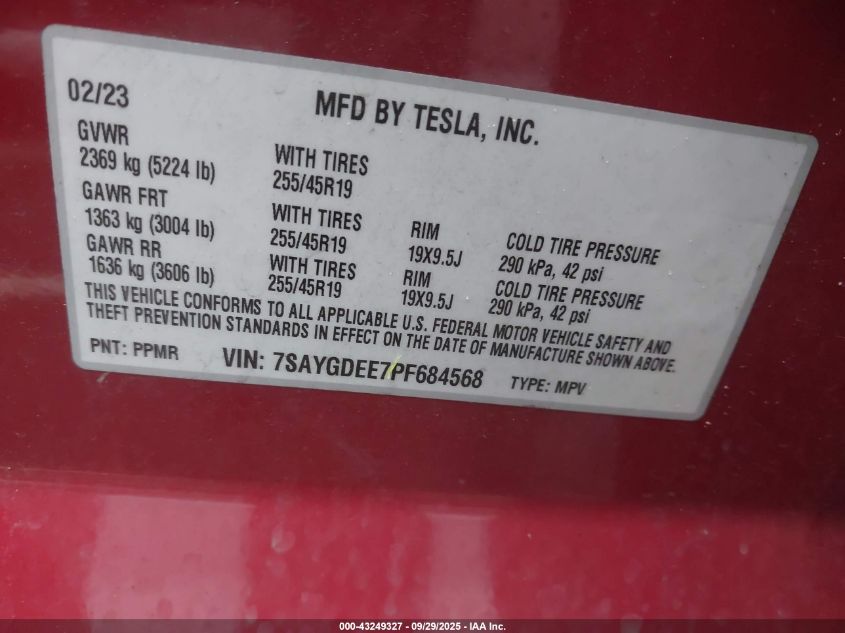 02/23
MFD BY TESLA, INC.
GVWR
2369 kg (5224 lb)
WITH TIRES
255/45R19
GAWR FRT
1363 kg (3004 lb)
WITH TIRES
255/45R19
RIM
19X9.5J
COLD TIRE PRESSURE
290 kPa, 42 psi
GAWR RR
1636 kg (3606 lb)
WITH TIRES
255/45R19
RIM
19X9.5J
COLD TIRE PRESSURE
290 kPa, 42 psi
THIS VEHICLE CONFORMS TO ALL APPLICABLE U.S. FEDERAL MOTOR VEHICLE SAFETY AND
THEFT PREVENTION STANDARDS IN EFFECT ON THE DATE OF MANUFACTURE SHOWN ABOVE.
PNT: PPMR
VIN: 7SAYGDEE7PF684568
TYPE: MPV
000-43249327 - 09/29/2025 - IAA Inc.